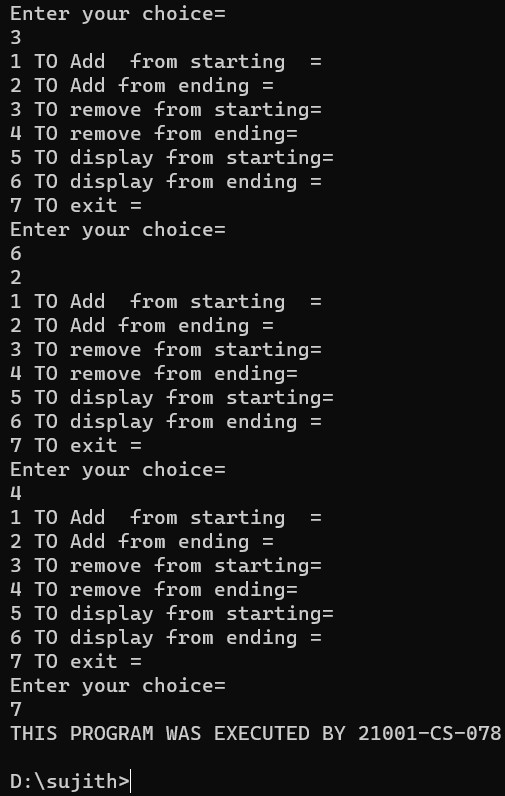 Enter your choice=
3
1 TO Add  from starting  =
2 TO Add from ending =
3 TO remove from starting=
4 TO remove from ending=
5 TO display from starting=
6 TO display from ending =
7 TO exit =
Enter your choice=
6
2
1 TO Add  from starting  =
2 TO Add from ending =
3 TO remove from starting=
4 TO remove from ending=
5 TO display from starting=
6 TO display from ending =
7 TO exit =
Enter your choice=
4
1 TO Add  from starting  =
2 TO Add from ending =
3 TO remove from starting=
4 TO remove from ending=
5 TO display from starting=
6 TO display from ending =
7 TO exit =
Enter your choice=
7
THIS PROGRAM WAS EXECUTED BY 21001-CS-078
D:\sujith>